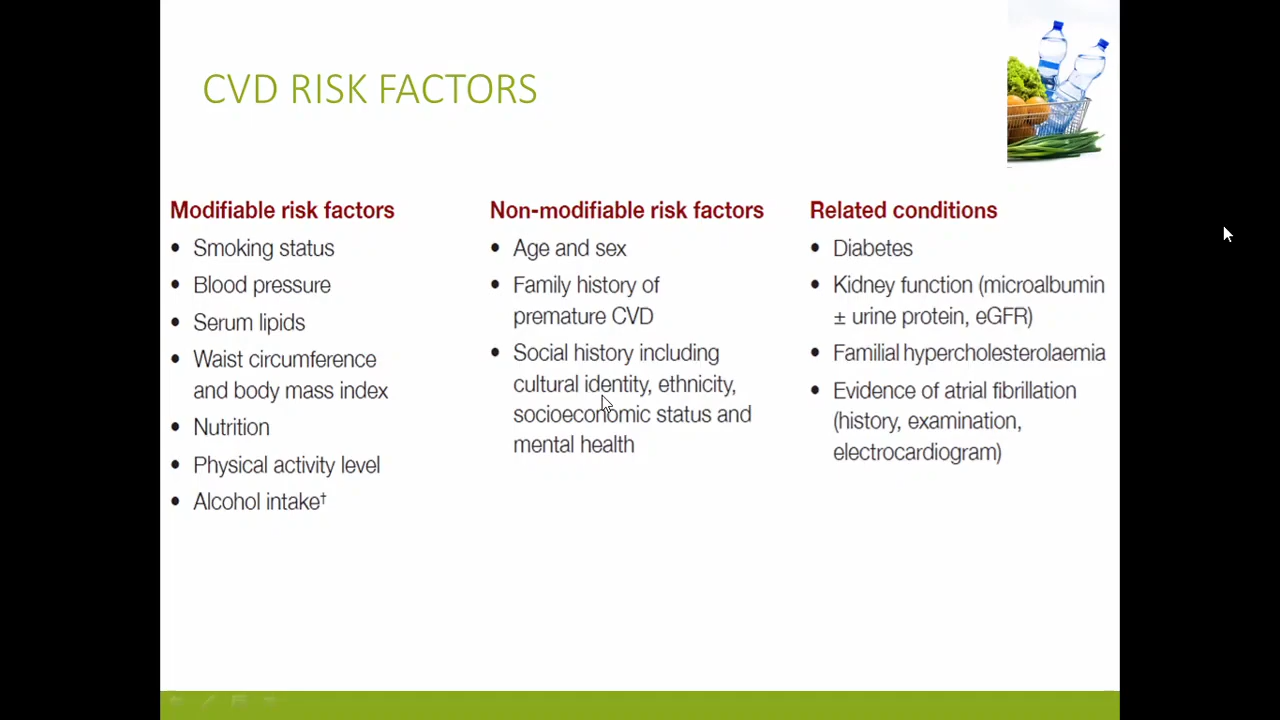 CVD RISK FACTORS
Modifiable risk factors
• Smoking status
• Blood pressure
• Serum lipids
• Waist circumference
and body mass index
• Nutrition
• Physical activity level
• Alcohol intake†
Non-modifiable risk factors
• Age and sex
• Family history of
premature CVD
• Social history including
cultural identity, ethnicity,
socioeconomic status and
mental health
Related conditions
• Diabetes
• Kidney function (microalbumin
± urine protein, eGFR)
• Familial hypercholesterolaemia
• Evidence of atrial fibrillation
(history, examination,
electrocardiogram)